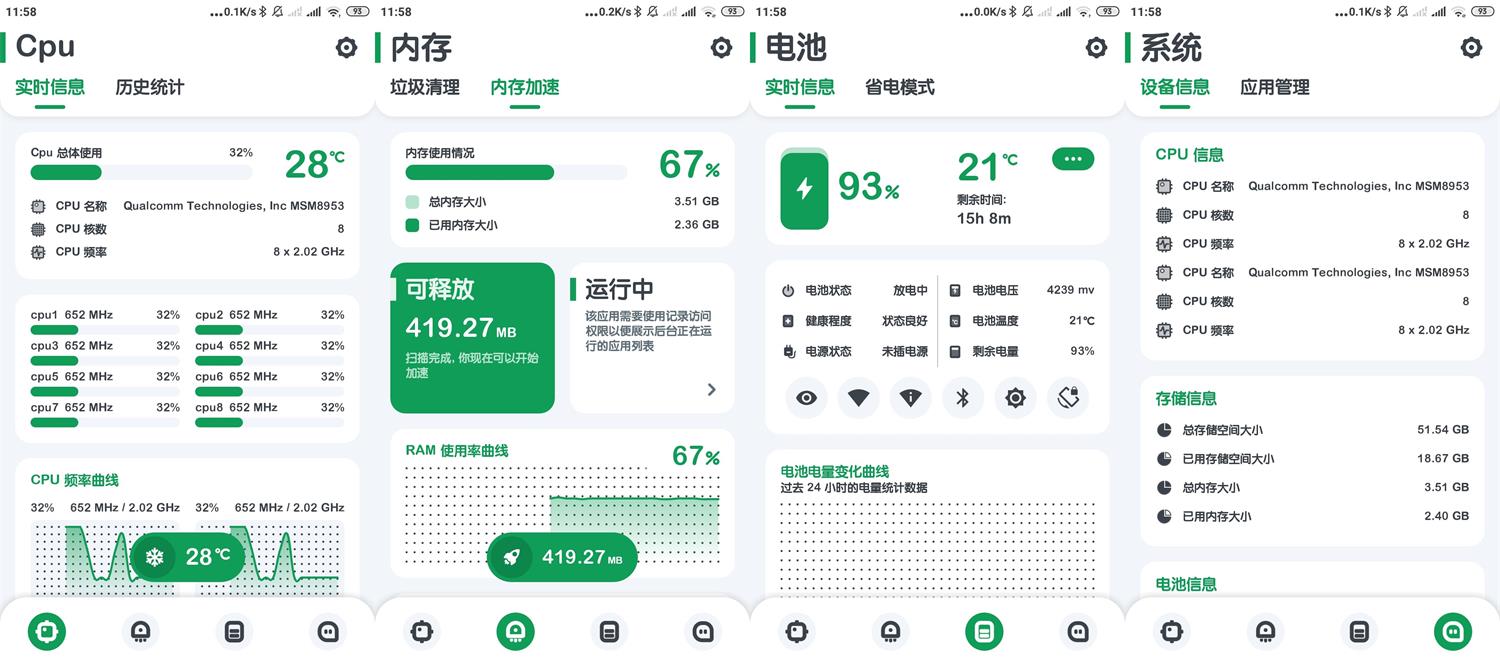 11:58
...0.1K/s
93
Cpu
实时信息 历史统计
Cpu 总体使用 32%
28℃
CPU 名称 Qualcomm Technologies, Inc MSM8953
CPU 核数 8
CPU 频率 8 x 2.02 GHz
cpu1 652 MHz 32% cpu2 652 MHz 32%
cpu3 652 MHz 32% cpu4 652 MHz 32%
cpu5 652 MHz 32% cpu6 652 MHz 32%
cpu7 652 MHz 32% cpu8 652 MHz 32%
CPU 频率曲线
32% 652 MHz / 2.02 GHz 32% 652 MHz / 2.02 GHz
28℃
11:58
...0.2K/s
93
内存
垃圾清理 内存加速
内存使用情况
67%
总内存大小 3.51 GB
已用内存大小 2.36 GB
可释放
419.27 MB
扫描完成, 你现在可以开始
加速
运行中
该应用需要使用记录访问
权限以便展示后台正在运
行的应用列表
RAM 使用率曲线 67%
419.27 MB
11:58
...0.0K/s
93
电池
实时信息 省电模式
93%
21℃
剩余时间:
15h 8m
电池状态 放电中 电池电压 4239 mv
健康程度 状态良好 电池温度 21℃
电源状态 未插电源 剩余电量 93%
电池电量变化曲线
过去 24 小时的电量统计数据
11:58
...0.1K/s
93
系统
设备信息 应用管理
CPU 信息
CPU 名称 Qualcomm Technologies, Inc MSM8953
CPU 核数 8
CPU 频率 8 x 2.02 GHz
CPU 名称 Qualcomm Technologies, Inc MSM8953
CPU 核数 8
CPU 频率 8 x 2.02 GHz
存储信息
总存储空间大小 51.54 GB
已用存储空间大小 18.67 GB
总内存大小 3.51 GB
已用内存大小 2.40 GB
电池信息